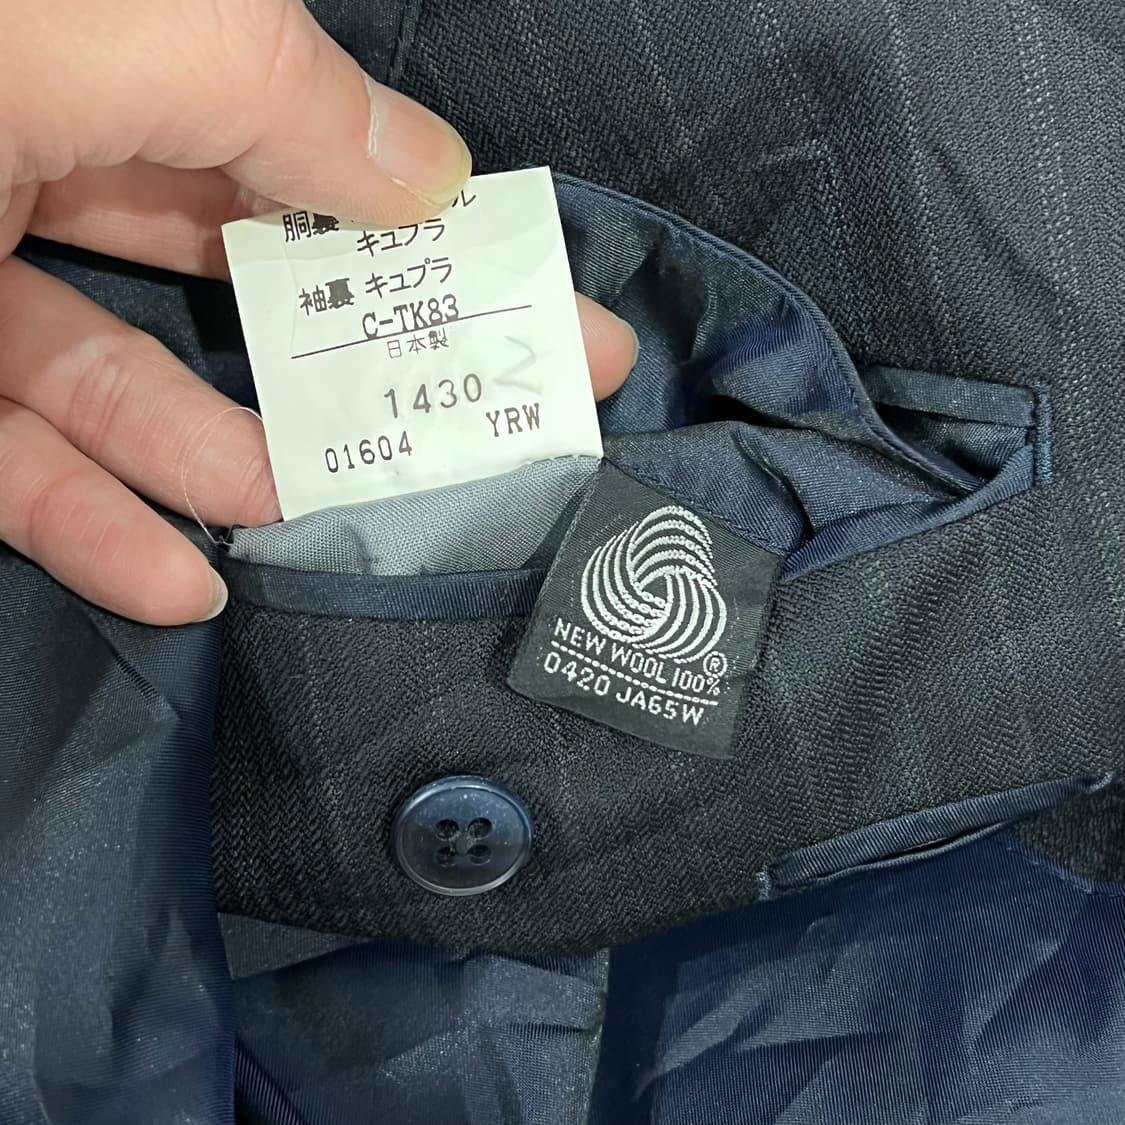 胴裏
キュプラ
袖裏 キュプラ
C-TK83
日本製
1430
01604 YRW
NEW WOOL 100%
0420 JA65W
®